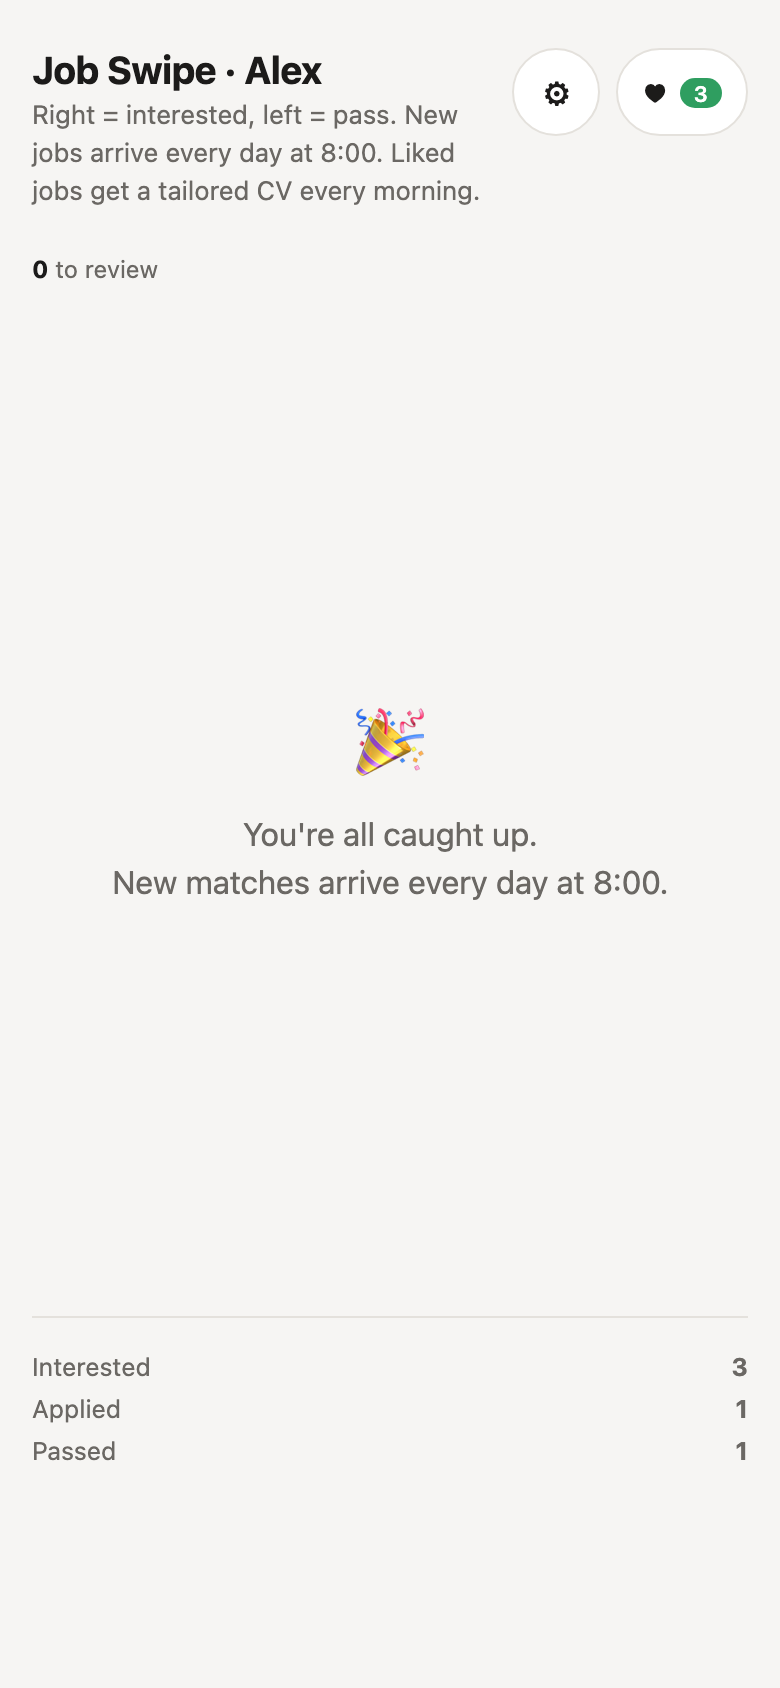 Job Swipe · Alex
Right = interested, left = pass. New
jobs arrive every day at 8:00. Liked
jobs get a tailored CV every morning.
3
0 to review
You're all caught up.
New matches arrive every day at 8:00.
Interested 3
Applied 1
Passed 1